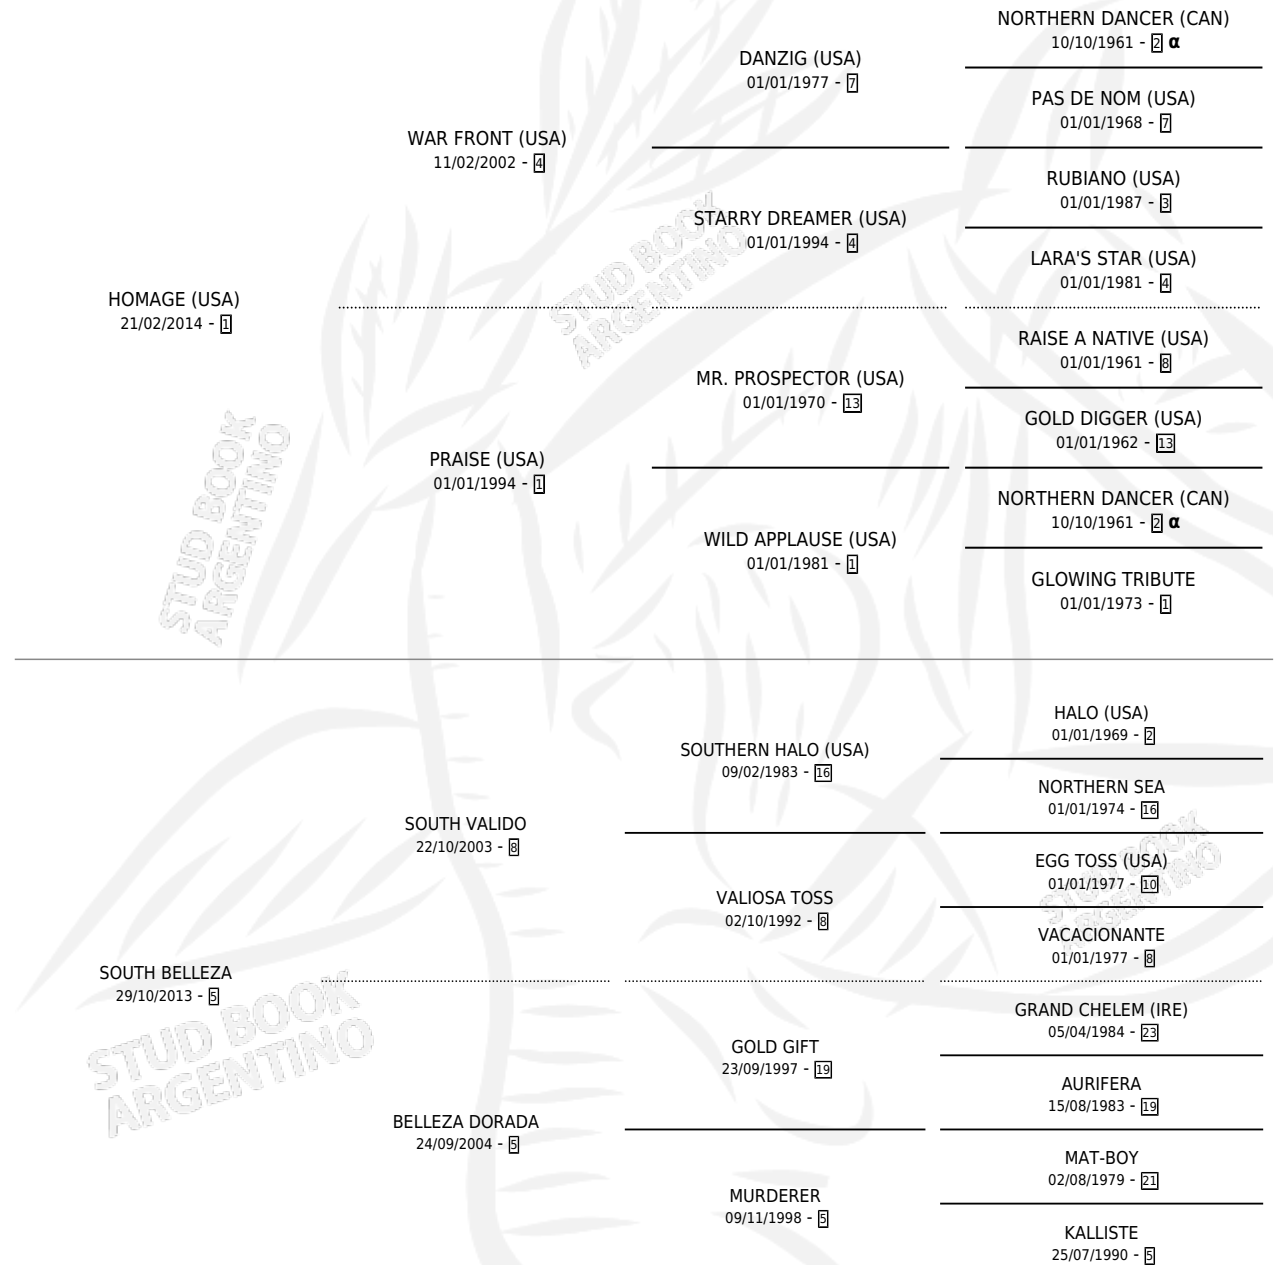 NORTHERN DANCER (CAN)
10/10/1961 - 2 α
DANZIG (USA)
01/01/1977 - 7
PAS DE NOM (USA)
01/01/1968 - 7
WAR FRONT (USA)
11/02/2002 - 4
RUBIANO (USA)
01/01/1987 - 3
STARRY DREAMER (USA)
01/01/1994 - 4
LARA'S STAR (USA)
01/01/1981 - 4
HOMAGE (USA)
21/02/2014 - 1
RAISE A NATIVE (USA)
01/01/1961 - 8
MR. PROSPECTOR (USA)
01/01/1970 - 13
GOLD DIGGER (USA)
01/01/1962 - 13
PRAISE (USA)
01/01/1994 - 1
NORTHERN DANCER (CAN)
10/10/1961 - 2 α
WILD APPLAUSE (USA)
01/01/1981 - 1
GLOWING TRIBUTE
01/01/1973 - 1
HALO (USA)
01/01/1969 - 2
SOUTHERN HALO (USA)
09/02/1983 - 16
NORTHERN SEA
01/01/1974 - 16
SOUTH VALIDO
22/10/2003 - 8
EGG TOSS (USA)
01/01/1977 - 10
VALIOSA TOSS
02/10/1992 - 8
VACACIONANTE
01/01/1977 - 8
SOUTH BELLEZA
29/10/2013 - 5
GRAND CHELEM (IRE)
05/04/1984 - 23
GOLD GIFT
23/09/1997 - 19
AURIFERA
15/08/1983 - 19
BELLEZA DORADA
24/09/2004 - 5
MAT-BOY
02/08/1979 - 21
MURDERER
09/11/1998 - 5
KALLISTE
25/07/1990 - 5
STUD BOOK
ARGENTINO
STUD BOOK
ARGENTINO
STUD BOOK
ARGENTINO
STUD BOOK
ARGENTINO